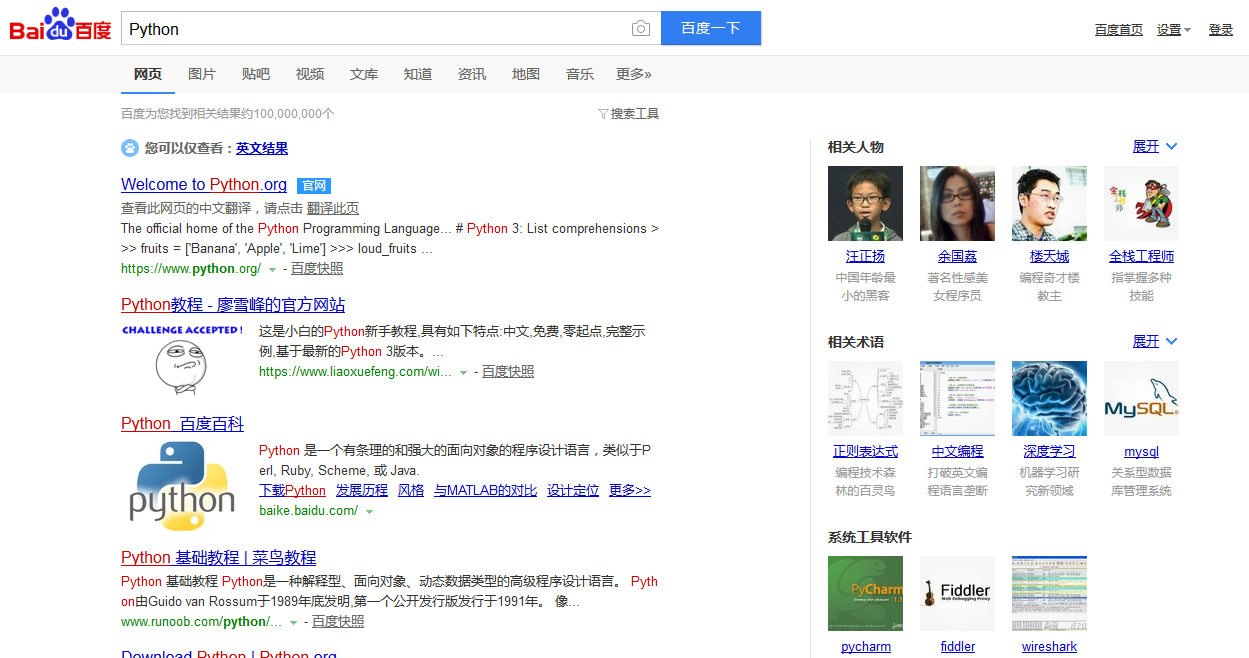 Bai du 百度
Python
百度一下
百度首页 设置 登录
网页 图片 贴吧 视频 文库 知道 资讯 地图 音乐 更多»
百度为您找到相关结果约100,000,000个
搜索工具
您可以仅查看：英文结果
Welcome to Python.org 官网
查看此网页的中文翻译，请点击 翻译此页
The official home of the Python Programming Language... # Python 3: List comprehensions >
>> fruits = ['Banana', 'Apple', 'Lime'] >>> loud_fruits ...
https://www.python.org/ - 百度快照
Python教程 - 廖雪峰的官方网站
CHALLENGE ACCEPTED!
这是小白的Python新手教程,具有如下特点:中文,免费,零起点,完整示
例,基于最新的Python 3版本。...
https://www.liaoxuefeng.com/wi... - 百度快照
Python_百度百科
python
Python 是一个有条理的和强大的面向对象的程序设计语言，类似于P
erl, Ruby, Scheme, 或 Java.
下载Python 发展历程 风格 与MATLAB的对比 设计定位 更多>>
baike.baidu.com/
Python 基础教程 | 菜鸟教程
Python 基础教程 Python是一种解释型、面向对象、动态数据类型的高级程序设计语言。 Pyth
on由Guido van Rossum于1989年底发明,第一个公开发行版发行于1991年。 像...
www.runoob.com/python/... - 百度快照
Download Python | Python.org
相关人物 展开
全栈工程师
汪正扬 余国荔 楼天城 全栈工程师
中国年龄最 著名性感美 编程奇才楼 指掌握多种
小的黑客 女程序员 教主 技能
相关术语 展开
MySQL
正则表达式 中文编程 深度学习 mysql
编程技术森 打破英文编 机器学习研 关系型数据
林的百灵鸟 程语言垄断 究新领域 库管理系统
系统工具软件
PyCharm
Fiddler
Web Debugging Proxy
pycharm fiddler wireshark